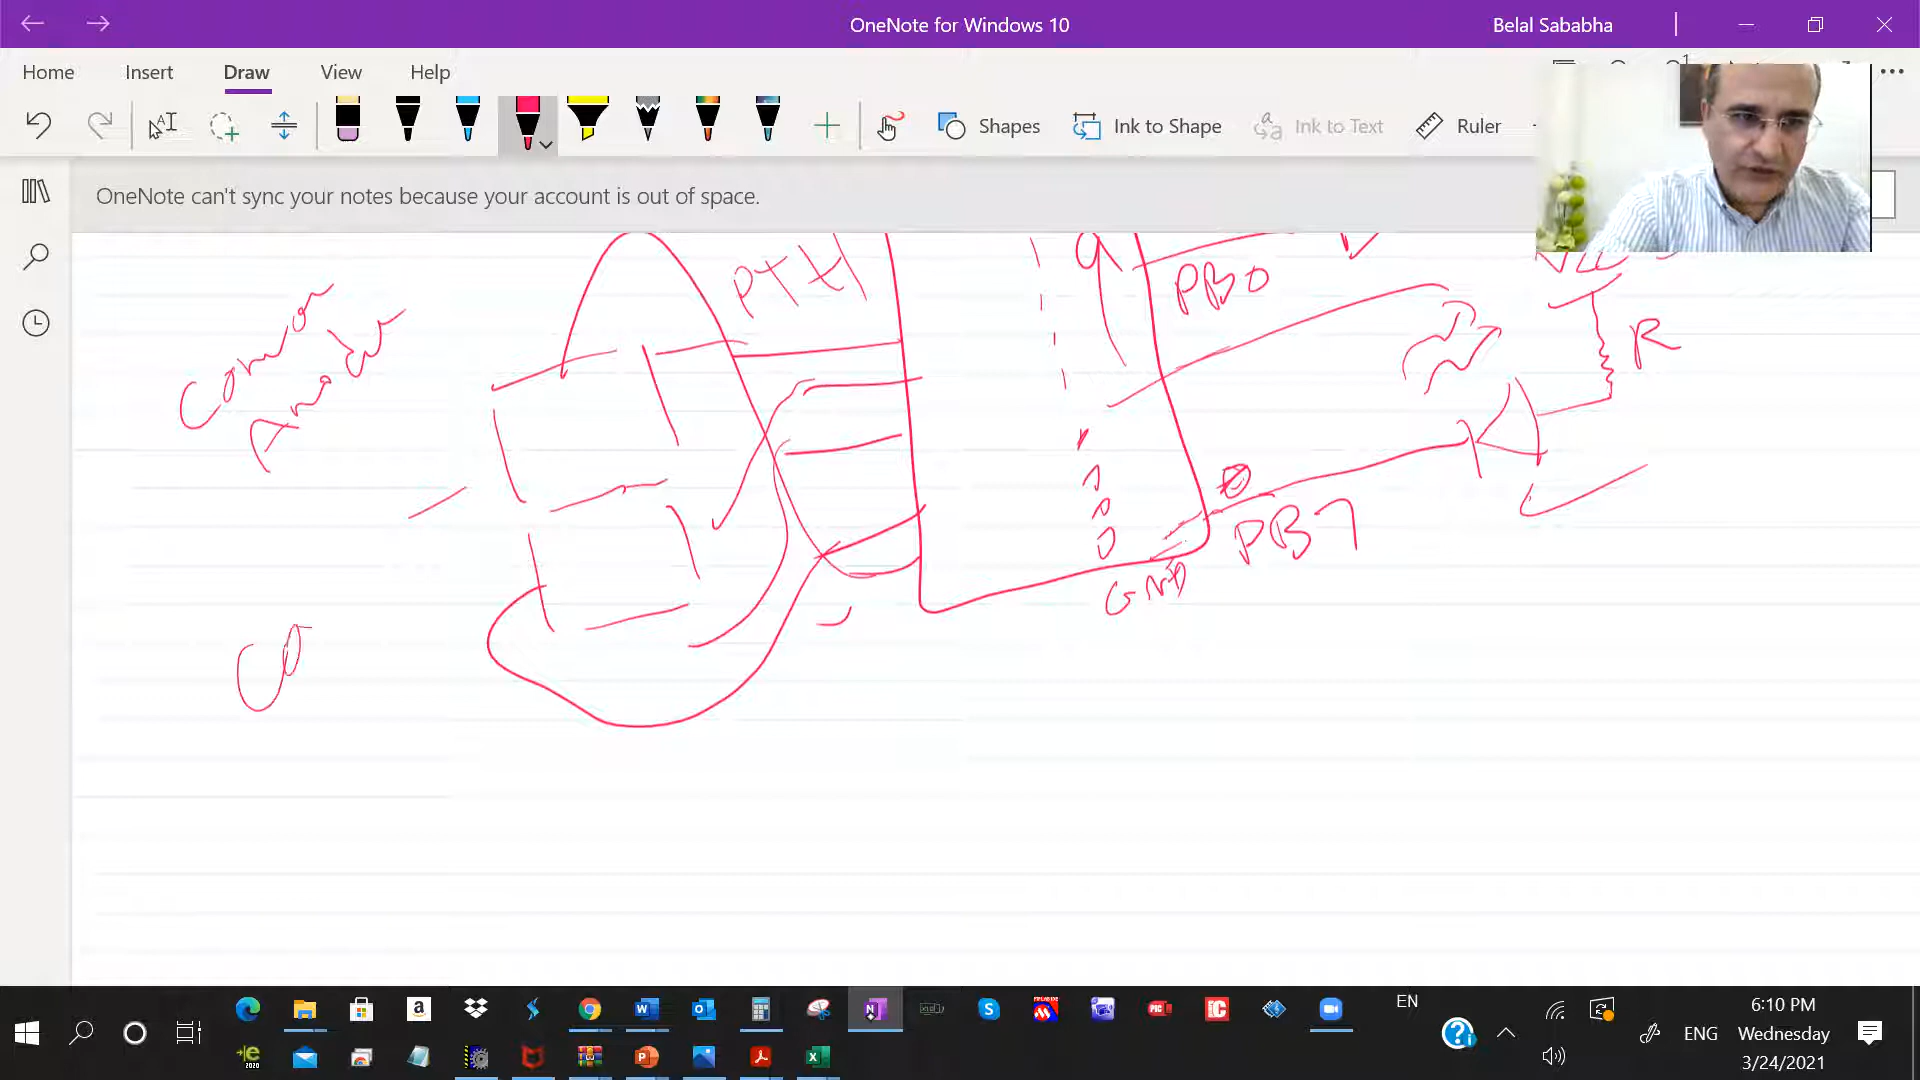 OneNote for Windows 10
Belal Sababha
Home Insert Draw View Help
Shapes
Ink to Shape
Ink to Text
Ruler
OneNote can't sync your notes because your account is out of space.
PB0
R
PB7
GND
Co
EN
ENG
6:10 PM
Wednesday
3/24/2021